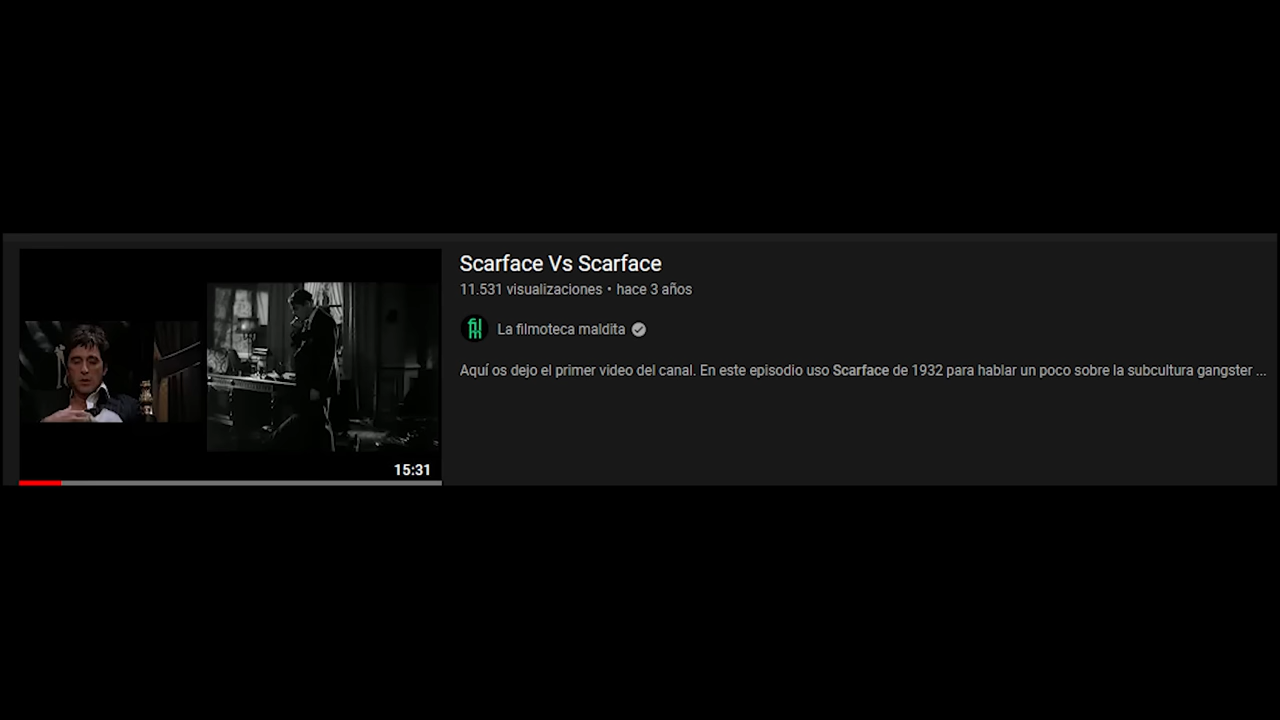 Scarface Vs Scarface
11.531 visualizaciones • hace 3 años
La filmoteca maldita
Aquí os dejo el primer video del canal. En este episodio uso Scarface de 1932 para hablar un poco sobre la subcultura gangster ...
15:31